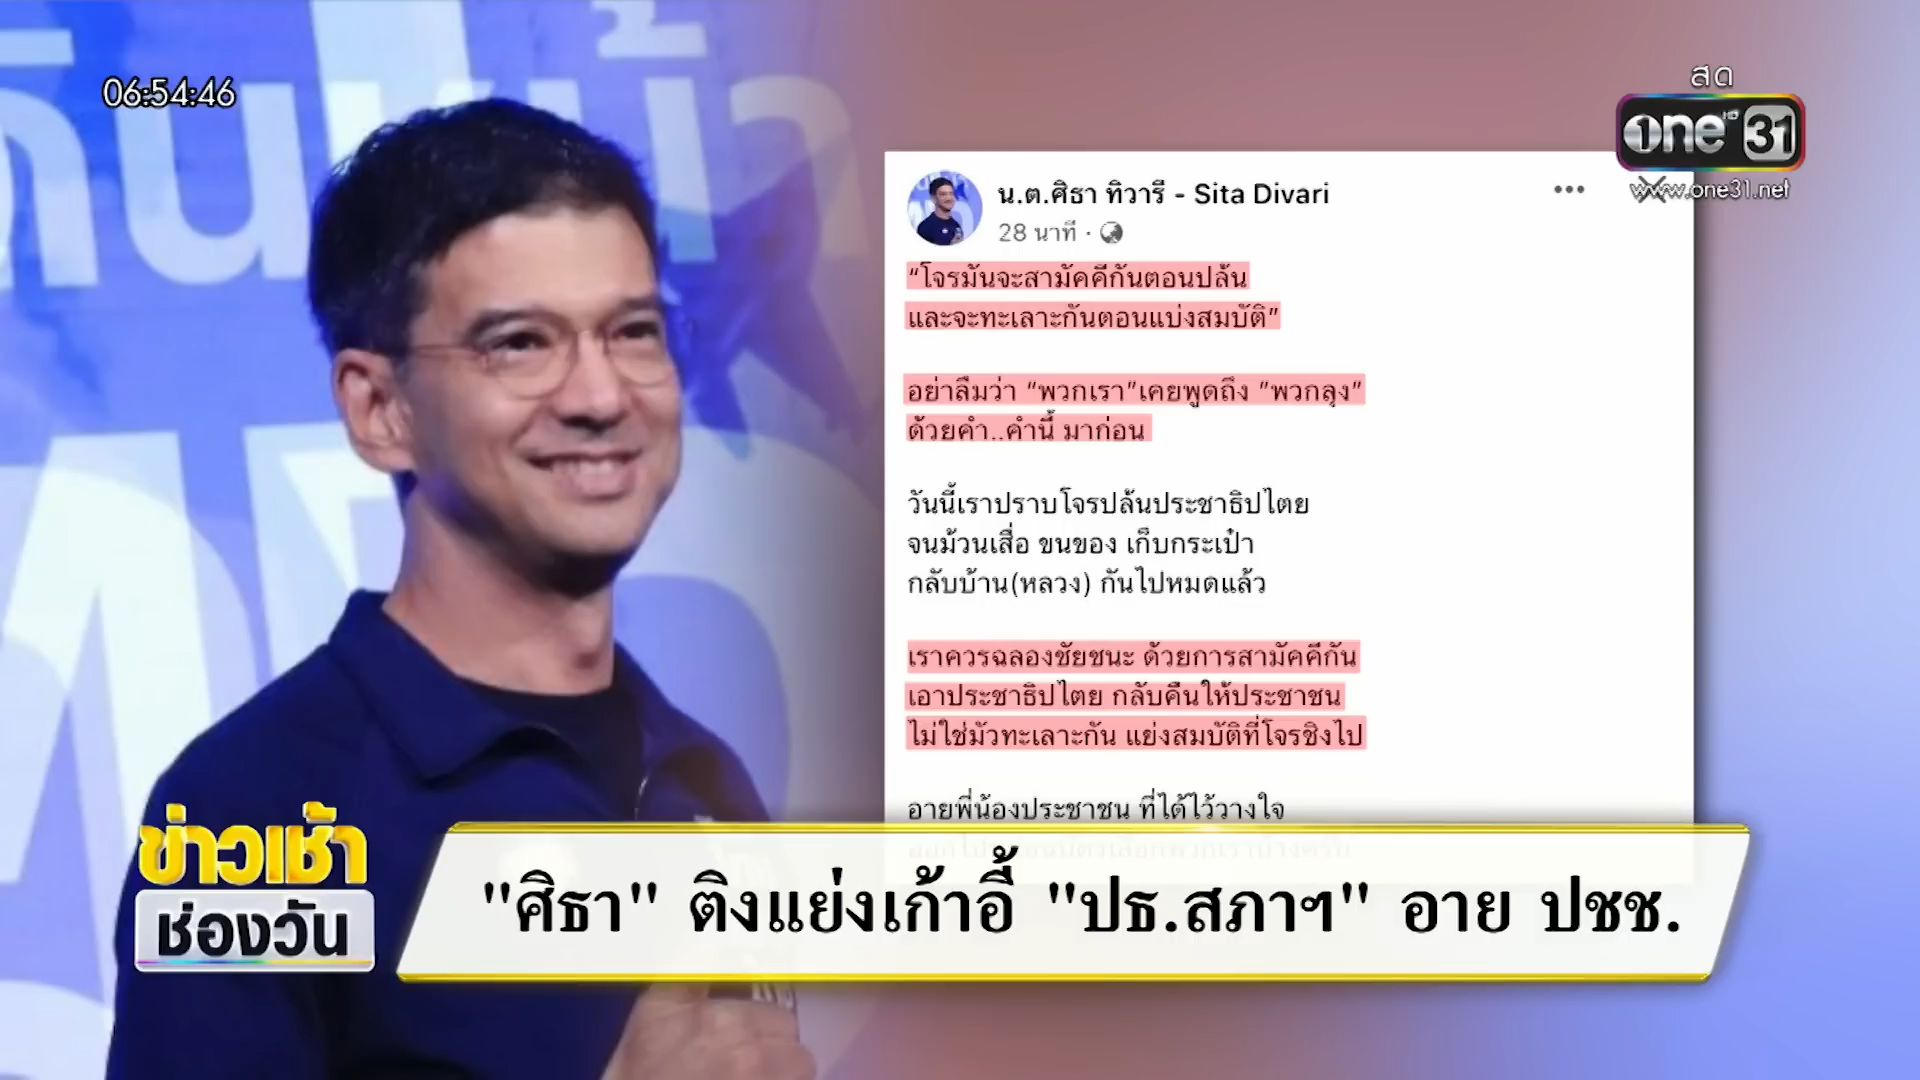 06:54:46
สด
one HD 31
www.one31.net
น.ต.ศิธา ทิวารี - Sita Divari
28 นาที ·
“โจรมันจะสามัคคีกันตอนปล้น
และจะทะเลาะกันตอนแบ่งสมบัติ”
อย่าลืมว่า “พวกเรา”เคยพูดถึง “พวกลุง”
ด้วยคำ..คำนี้ มาก่อน
วันนี้เราปราบโจรปล้นประชาธิปไตย
จนม้วนเสื่อ ขนของ เก็บกระเป๋า
กลับบ้าน(หลวง) กันไปหมดแล้ว
เราควรฉลองชัยชนะ ด้วยการสามัคคีกัน
เอาประชาธิปไตย กลับคืนให้ประชาชน
ไม่ใช่มัวทะเลาะกัน แย่งสมบัติที่โจรชิงไป
อายพี่น้องประชาชน ที่ได้ไว้วางใจ
ข่าวเช้า
ช่องวัน
"ศิธา" ติงแย่งเก้าอี้ "ปธ.สภาฯ" อาย ปชช.